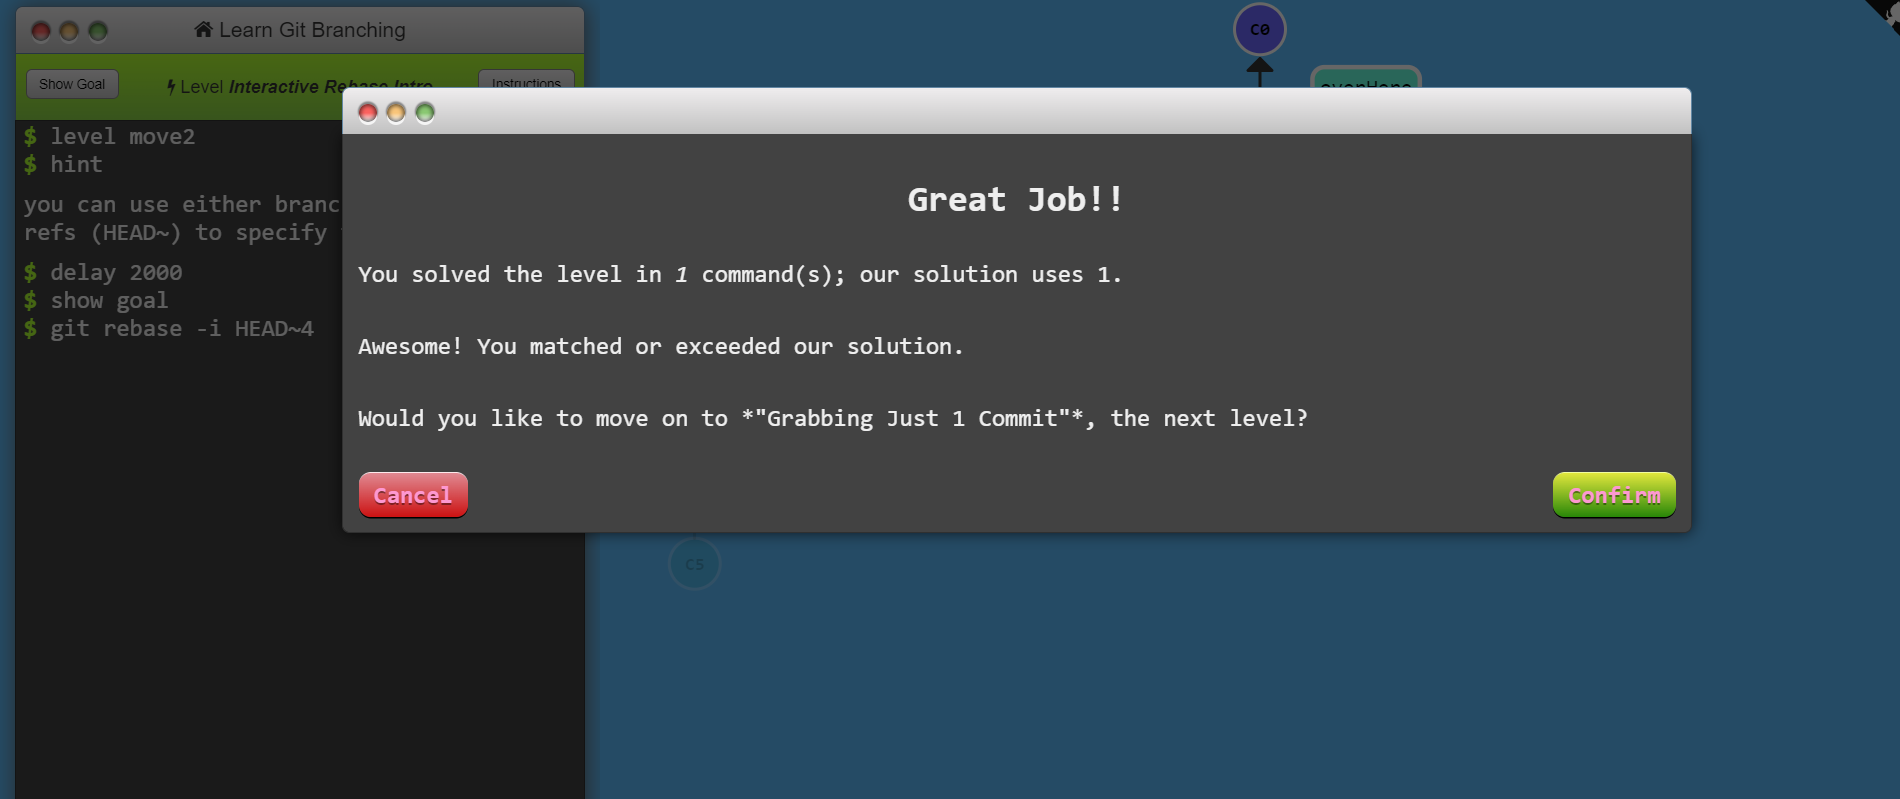 Learn Git Branching
Show Goal
Level Interactive Rebase Intro
Instructions
$ level move2
$ hint
you can use either branc
refs (HEAD~) to specify
$ delay 2000
$ show goal
$ git rebase -i HEAD~4
C0
Great Job!!
You solved the level in 1 command(s); our solution uses 1.
Awesome! You matched or exceeded our solution.
Would you like to move on to *"Grabbing Just 1 Commit"*, the next level?
Cancel
Confirm
C5